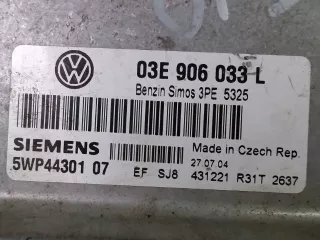 03E 906 033 L
Benzin Simos 3PE 5325
SIEMENS
Made in Czech Rep.
5WP44301 07
27.07.04
EF SJ8 431221 R31T 2637